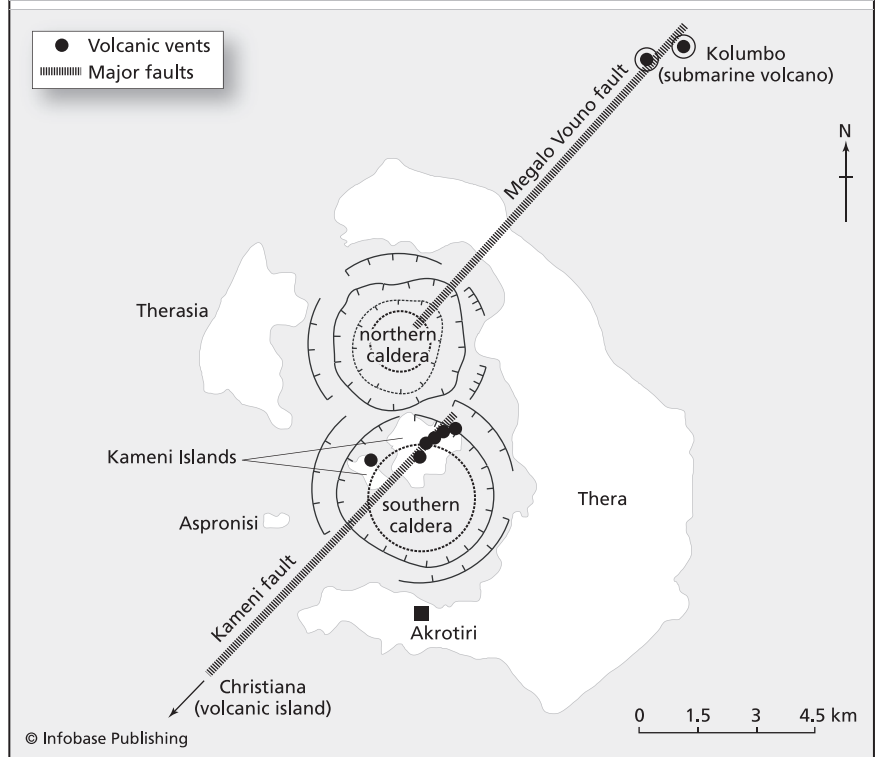 Volcanic vents
Major faults
Kolumbo
(submarine volcano)
N
Megalo Vouno fault
Therasia
northern
caldera
Kameni Islands
southern
caldera
Thera
Aspronisi
Kameni fault
Akrotiri
Christiana
(volcanic island)
0 1.5 3 4.5 km
© Infobase Publishing